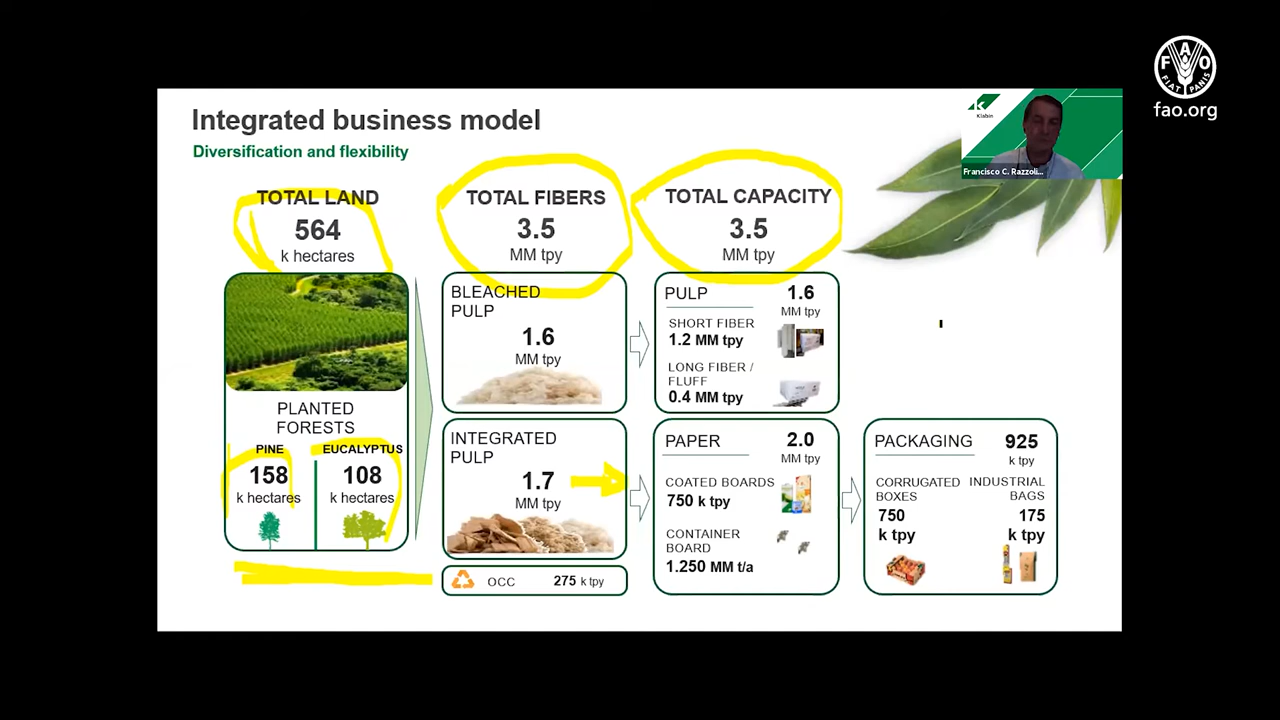 FAO
FIAT PANIS
fao.org
Integrated business model
Diversification and flexibility
Klabin
Francisco C. Razzoli...
TOTAL LAND
564
k hectares
PLANTED
FORESTS
PINE
158
k hectares
EUCALYPTUS
108
k hectares
TOTAL FIBERS
3.5
MM tpy
BLEACHED
PULP
1.6
MM tpy
INTEGRATED
PULP
1.7
MM tpy
OCC 275 k tpy
TOTAL CAPACITY
3.5
MM tpy
PULP 1.6
MM tpy
SHORT FIBER
1.2 MM tpy
LONG FIBER /
FLUFF
0.4 MM tpy
PAPER 2.0
MM tpy
COATED BOARDS
750 k tpy
CONTAINER
BOARD
1.250 MM t/a
PACKAGING 925
k tpy
CORRUGATED
BOXES
750
k tpy
INDUSTRIAL
BAGS
175
k tpy